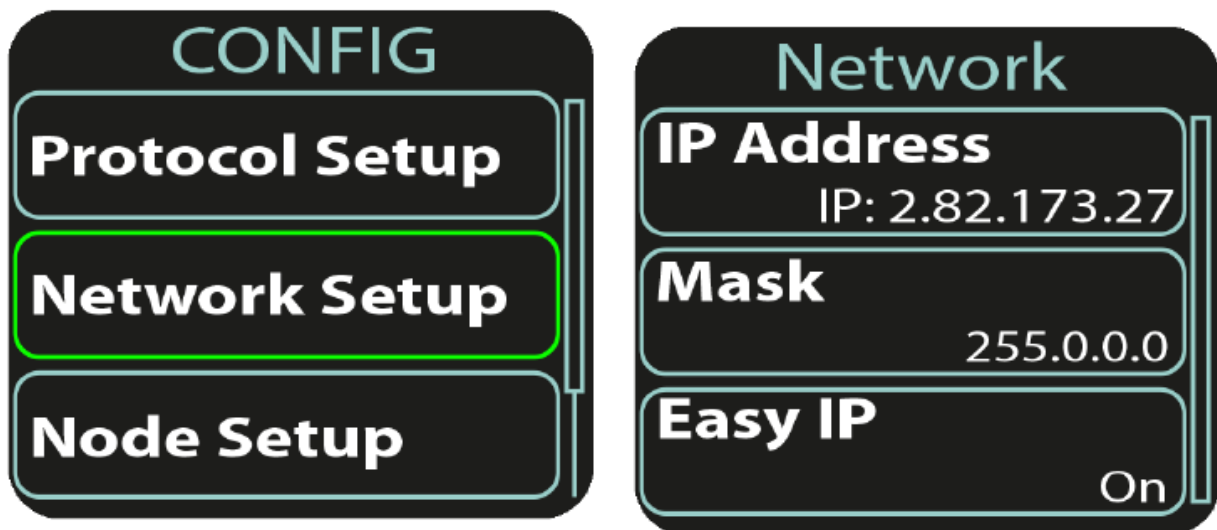 CONFIG
Protocol Setup
Network Setup
Node Setup
Network
IP Address
IP: 2.82.173.27
Mask
255.0.0.0
Easy IP
On